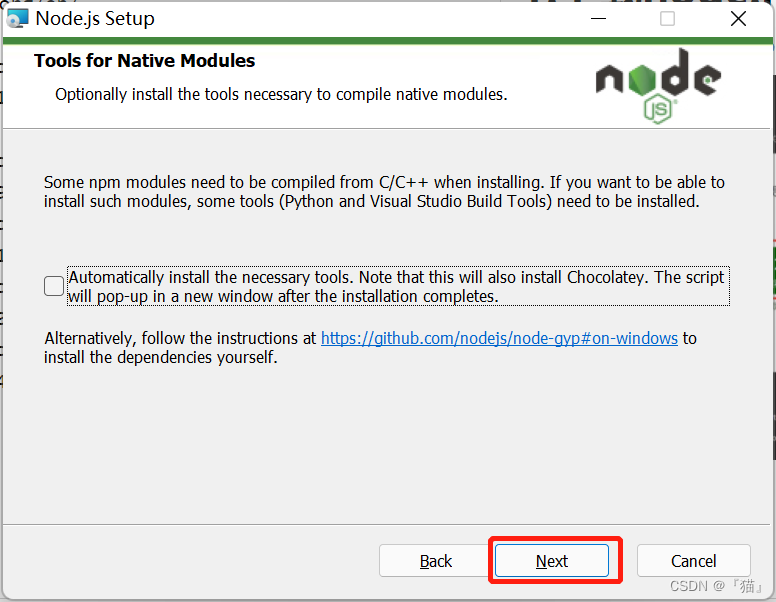 Node.js Setup
Tools for Native Modules
Optionally install the tools necessary to compile native modules.
node
JS
Some npm modules need to be compiled from C/C++ when installing. If you want to be able to
install such modules, some tools (Python and Visual Studio Build Tools) need to be installed.
Automatically install the necessary tools. Note that this will also install Chocolatey. The script
will pop-up in a new window after the installation completes.
Alternatively, follow the instructions at https://github.com/nodejs/node-gyp#on-windows to
install the dependencies yourself.
Back
Next
Cancel
CSDN @『猫』